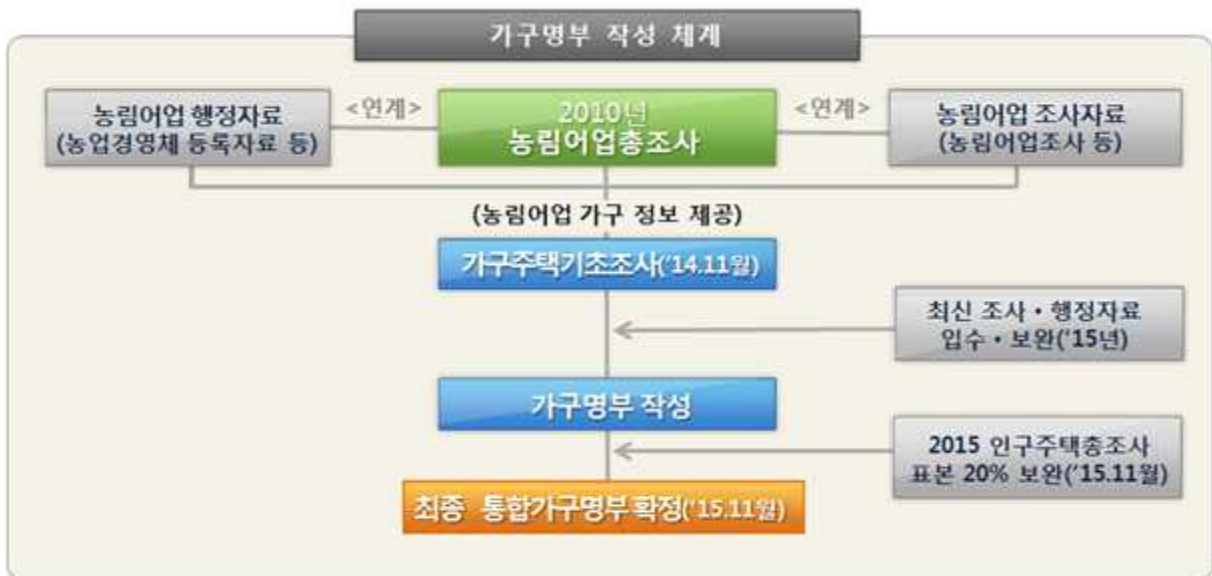 가구명부 작성 체계
농림어업 행정자료
(농업경영체 등록자료 등)
<연계>
2010년
농림어업총조사
<연계>
농림어업 조사자료
(농림어업조사 등)
(농림어업 가구 정보 제공)
가구주택기초조사('14.11월)
최신 조사・행정자료
입수・보완('15년)
가구명부 작성
2015 인구주택총조사
표본 20% 보완('15.11월)
최종 통합가구명부 확정('15.11월)